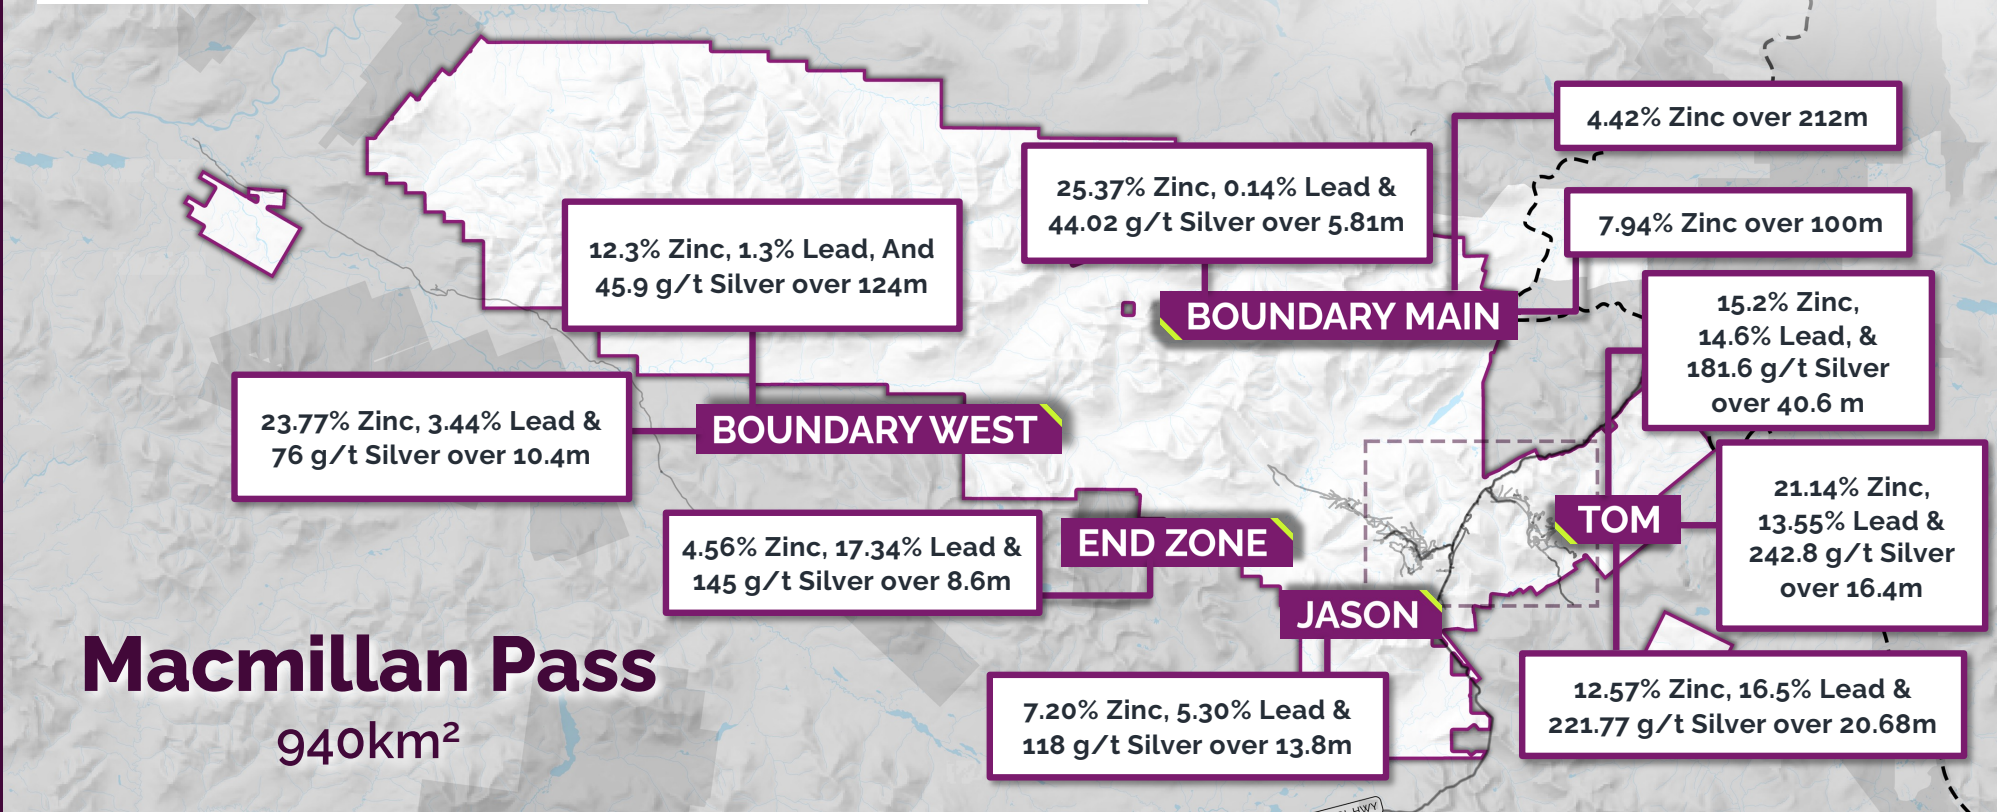 4.42% Zinc over 212m
25.37% Zinc, 0.14% Lead &
44.02 g/t Silver over 5.81m
7.94% Zinc over 100m
12.3% Zinc, 1.3% Lead, And
45.9 g/t Silver over 124m
BOUNDARY MAIN
15.2% Zinc,
14.6% Lead, &
181.6 g/t Silver
over 40.6 m
23.77% Zinc, 3.44% Lead &
76 g/t Silver over 10.4m
BOUNDARY WEST
21.14% Zinc,
13.55% Lead &
242.8 g/t Silver
over 16.4m
TOM
4.56% Zinc, 17.34% Lead &
145 g/t Silver over 8.6m
END ZONE
JASON
Macmillan Pass
940km²
7.20% Zinc, 5.30% Lead &
118 g/t Silver over 13.8m
12.57% Zinc, 16.5% Lead &
221.77 g/t Silver over 20.68m
HWY